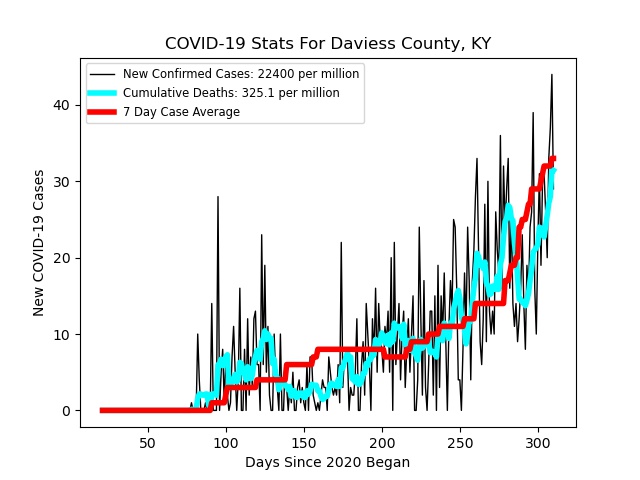 COVID-19 Stats For Daviess County, KY
New Confirmed Cases: 22400 per million
Cumulative Deaths: 325.1 per million
7 Day Case Average
New COVID-19 Cases
40
30
20
10
0
50 100 150 200 250 300
Days Since 2020 Began